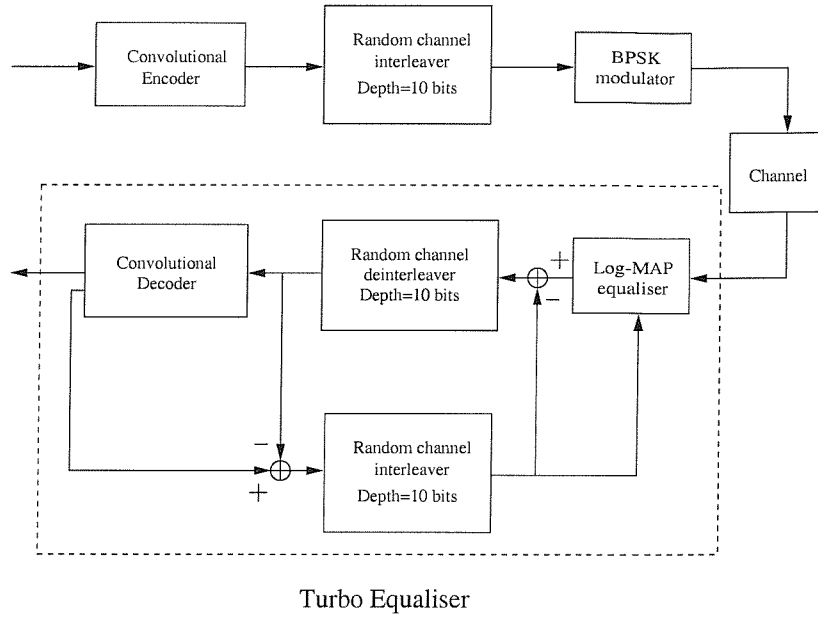 Convolutional
Encoder
Random channel
interleaver
Depth=10 bits
BPSK
modulator
Channel
Convolutional
Decoder
Random channel
deinterleaver
Depth=10 bits
+
−
Log-MAP
equaliser
−
+
Random channel
interleaver
Depth=10 bits
Turbo Equaliser